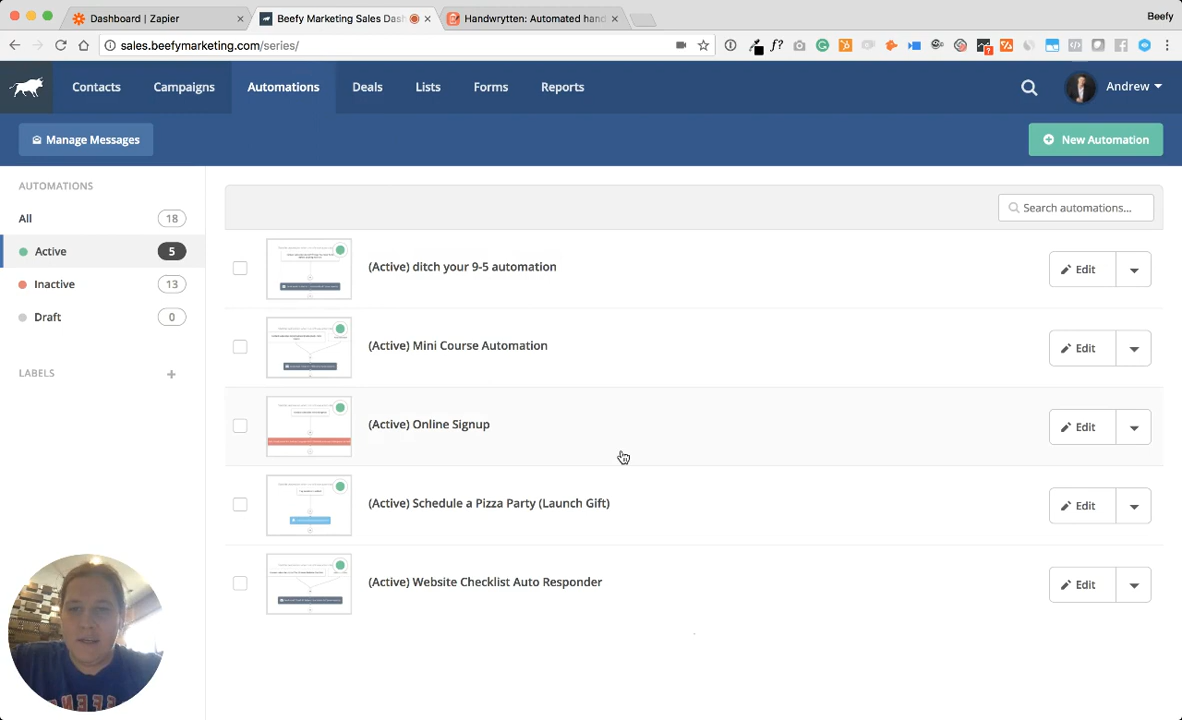 Dashboard | Zapier
Beefy Marketing Sales Das
Handwrytten: Automated hand
Beefy
sales.beefymarketing.com/series/
f?
Contacts
Campaigns
Automations
Deals
Lists
Forms
Reports
Andrew
Manage Messages
New Automation
AUTOMATIONS
All 18
Active 5
Inactive 13
Draft 0
LABELS +
Search automations...
(Active) ditch your 9-5 automation
Edit
(Active) Mini Course Automation
Edit
(Active) Online Signup
Edit
(Active) Schedule a Pizza Party (Launch Gift)
Edit
(Active) Website Checklist Auto Responder
Edit